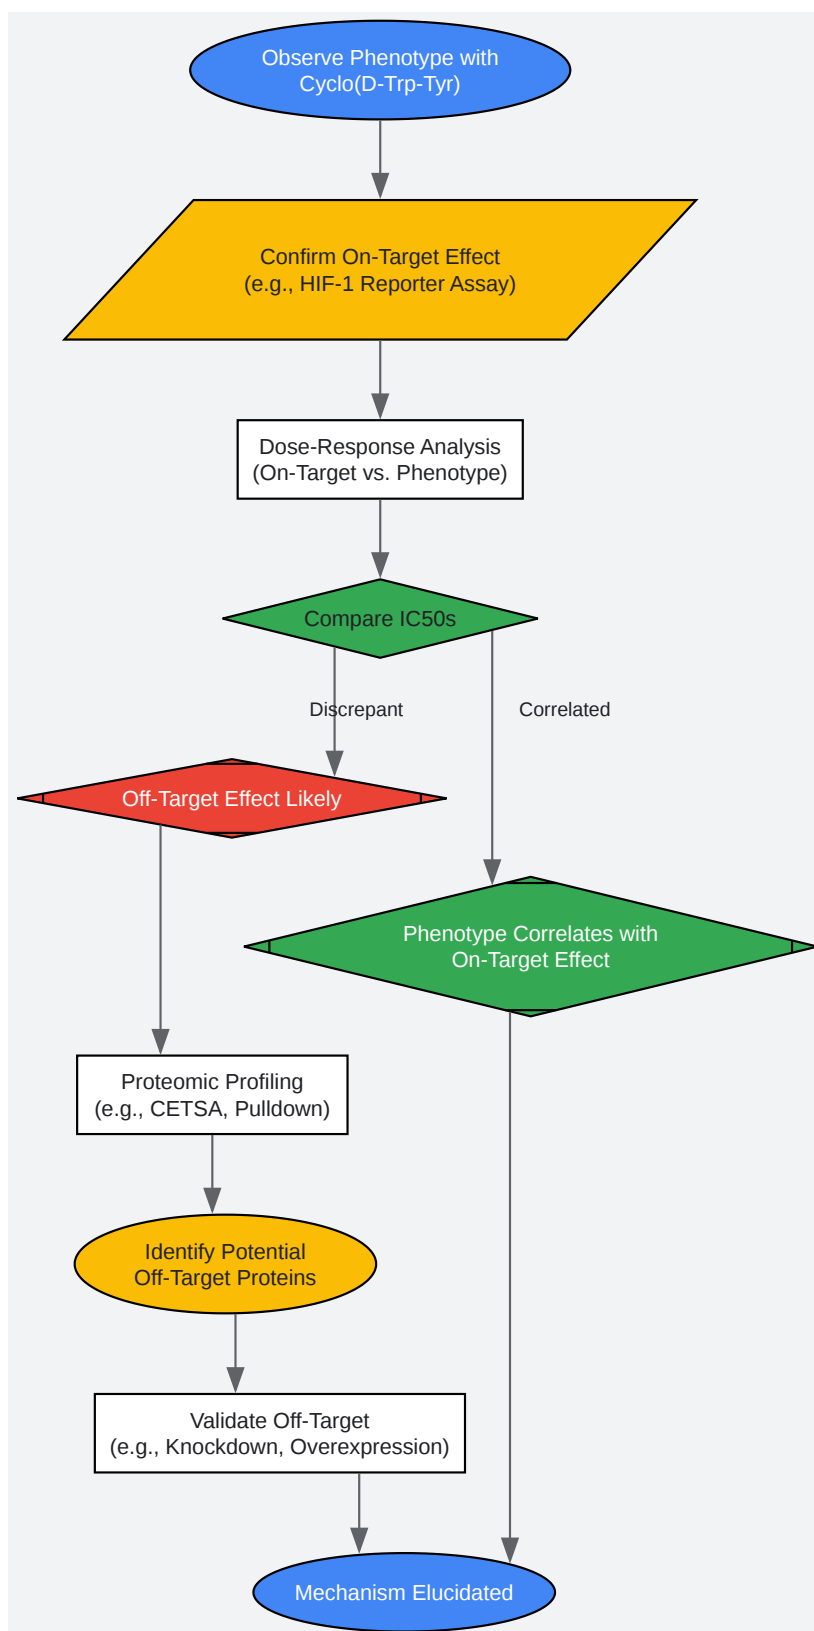 Observe Phenotype with
Cyclo(D-Trp-Tyr)
Confirm On-Target Effect
(e.g., HIF-1 Reporter Assay)
Dose-Response Analysis
(On-Target vs. Phenotype)
Compare IC50s
Discrepant
Correlated
Off-Target Effect Likely
Phenotype Correlates with
On-Target Effect
Proteomic Profiling
(e.g., CETSA, Pulldown)
Identify Potential
Off-Target Proteins
Validate Off-Target
(e.g., Knockdown, Overexpression)
Mechanism Elucidated